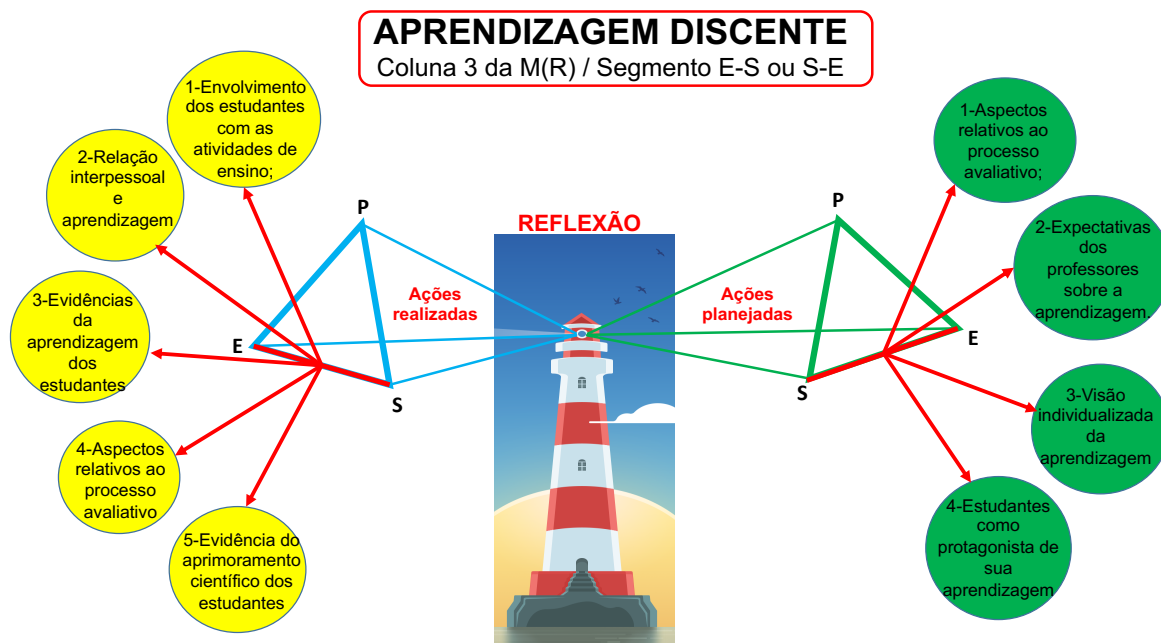 APRENDIZAGEM DISCENTE
Coluna 3 da M(R) / Segmento E-S ou S-E
1-Envolvimento
dos estudantes
com as
atividades de
ensino;
2-Relação
interpessoal
e
aprendizagem
3-Evidências
da
aprendizagem
dos
estudantes
4-Aspectos
relativos ao
processo
avaliativo
5-Evidência do
aprimoramento
científico dos
estudantes
P
E
S
Ações
realizadas
REFLEXÃO
Ações
planejadas
P
E
S
1-Aspectos
relativos ao
processo
avaliativo;
2-Expectativas
dos
professores
sobre a
aprendizagem.
3-Visão
individualizada
da
aprendizagem
4-Estudantes
como
protagonista de
sua
aprendizagem